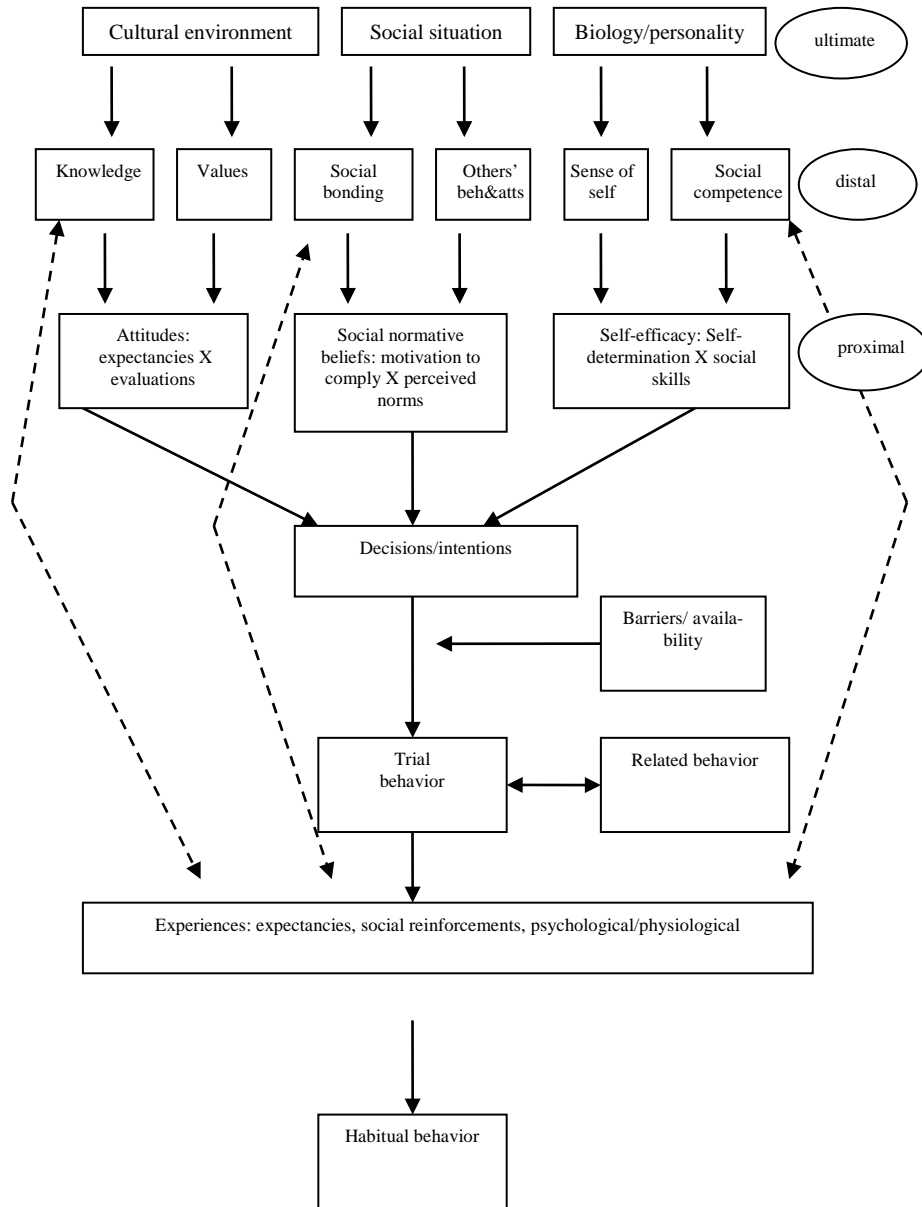 Cultural environment
Social situation
Biology/personality
ultimate
Knowledge
Values
Social
bonding
Others'
beh&atts
Sense of
self
Social
competence
distal
Attitudes:
expectancies X
evaluations
Social normative
beliefs: motivation to
comply X perceived
norms
Self-efficacy: Self-
determination X social
skills
proximal
Decisions/intentions
Barriers/ availa-
bility
Trial
behavior
Related behavior
Experiences: expectancies, social reinforcements, psychological/physiological
Habitual behavior